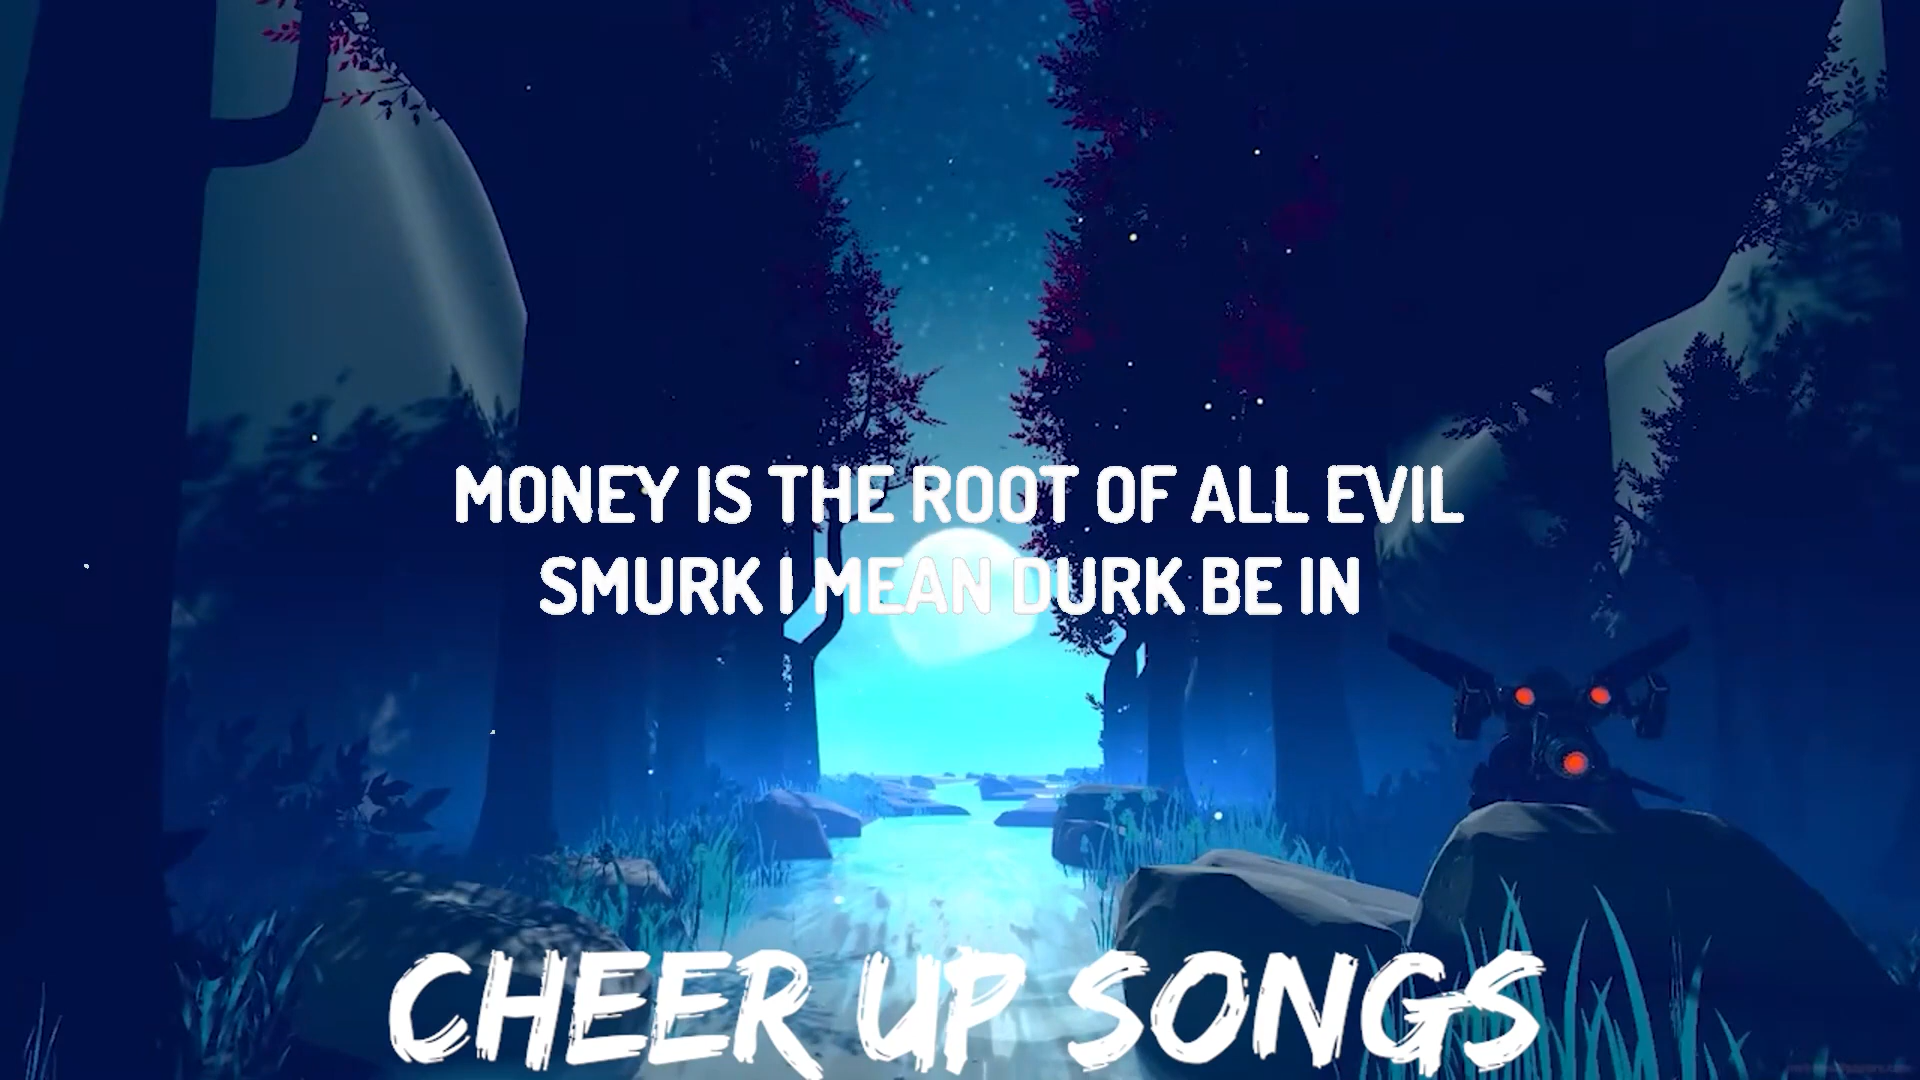 MONEY IS THE ROOT OF ALL EVIL
SMURK I MEAN DURK BE IN
CHEER UP SONGS